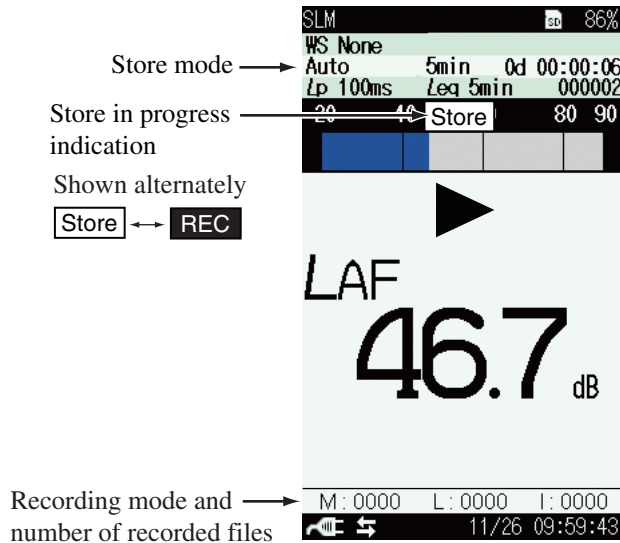 SLM SD 86%
WS None
Auto 5min 0d 00:00:06
Lp 100ms Leq 5min 000002
20 Store 80 90
LAF
46.7 dB
M:0000 L:0000 I:0000
11/26 09:59:43
Store mode
Store in progress
indication
Shown alternately
Store REC
Recording mode and
number of recorded files